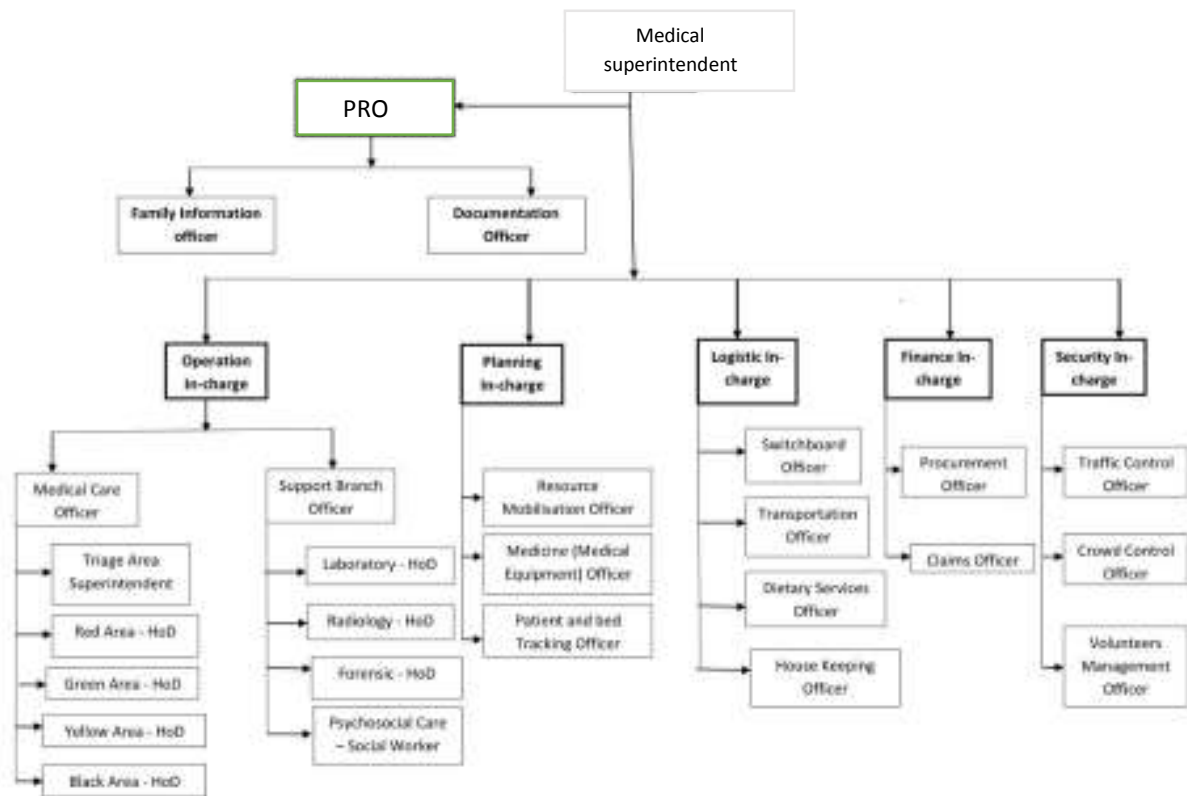 Medical
superintendent
PRO
Family Information
officer
Documentation
Officer
Operation
In-charge
Planning
In-charge
Logistic In-
charge
Finance In-
charge
Security In-
charge
Medical Care
Officer
Triage Area
Superintendent
Red Area - HoD
Green Area - HoD
Yellow Area - HoD
Black Area - HoD
Support Branch
Officer
Laboratory - HoD
Radiology - HoD
Forensic - HoD
Psychosocial Care
– Social Worker
Resource
Mobilisation Officer
Medicine (Medical
Equipment) Officer
Patient and bed
Tracking Officer
Switchboard
Officer
Transportation
Officer
Dietary Services
Officer
House Keeping
Officer
Procurement
Officer
Claims Officer
Traffic Control
Officer
Crowd Control
Officer
Volunteers
Management
Officer